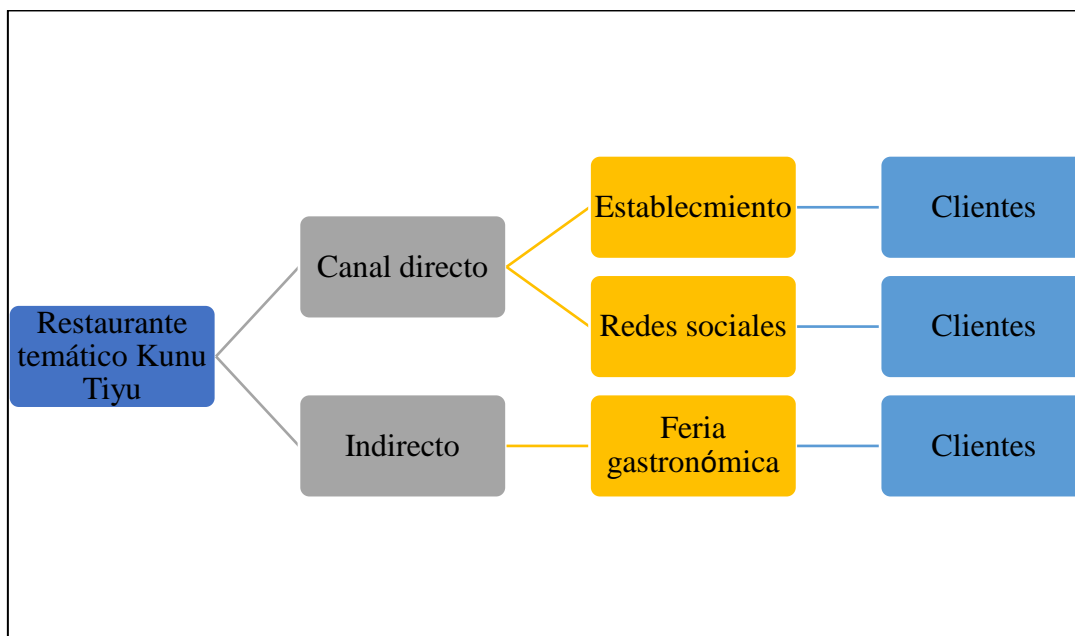 Restaurante
temático Kunu
Tiyu
Canal directo
Establecmiento
Clientes
Redes sociales
Clientes
Indirecto
Feria
gastronómica
Clientes